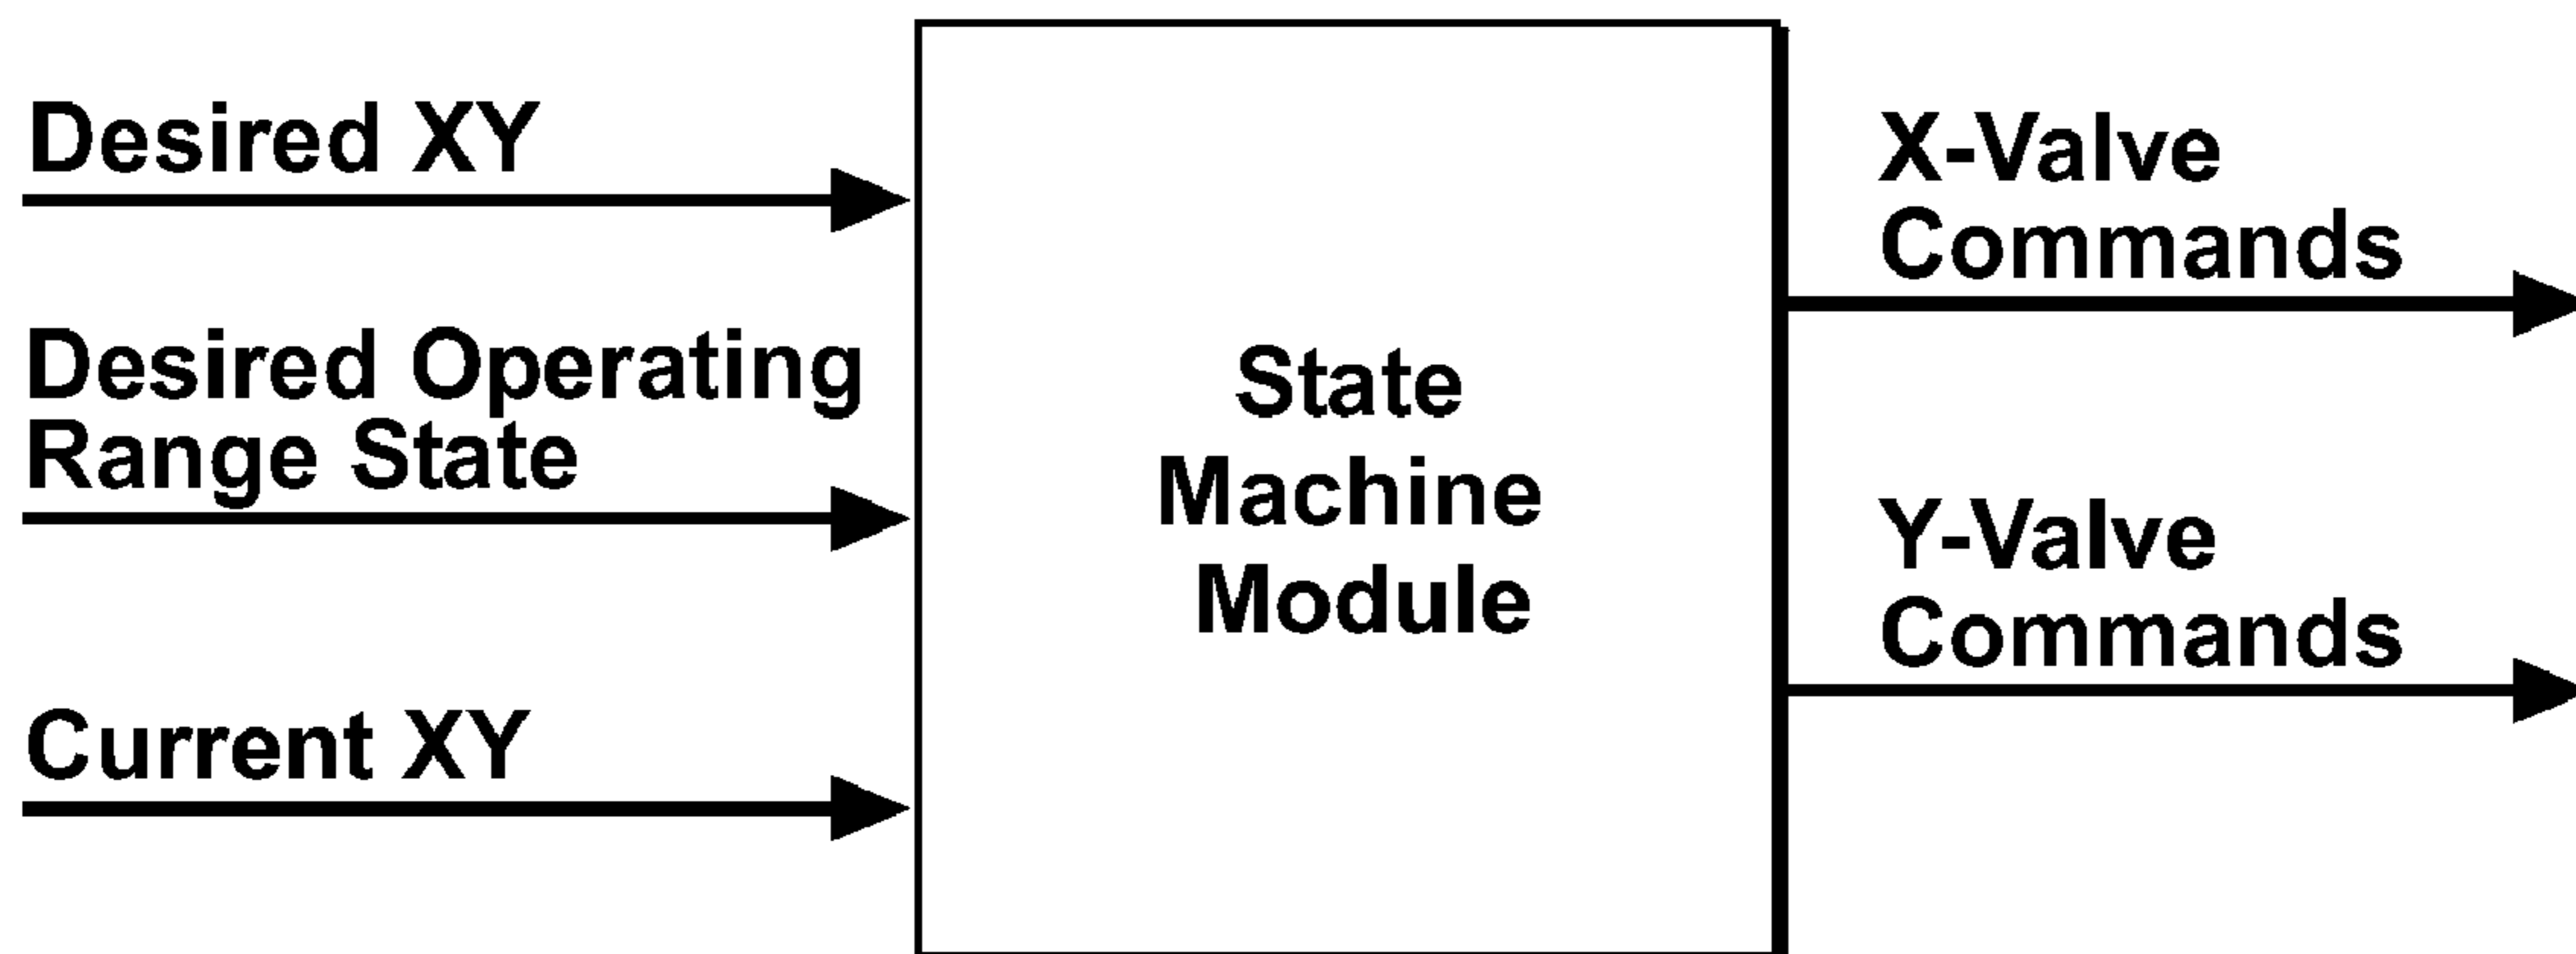 Desired XY
Desired Operating
Range State
Current XY
State
Machine
Module
X-Valve
Commands
Y-Valve
Commands